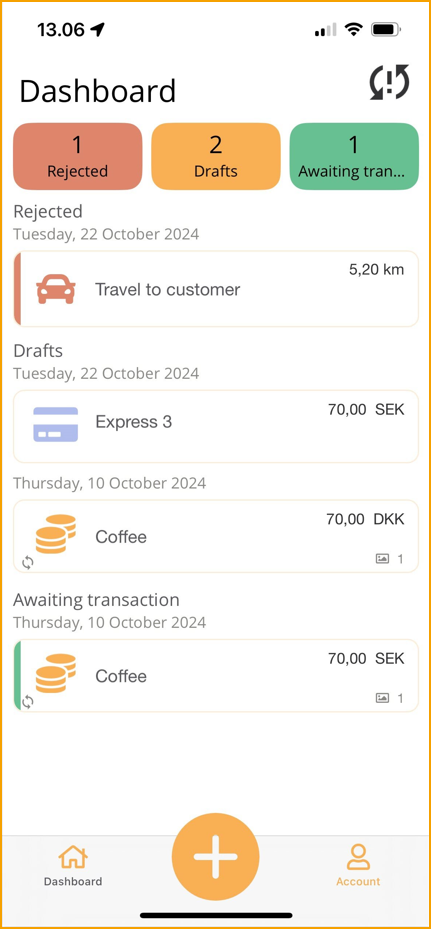 13.06
Dashboard
1
Rejected
2
Drafts
1
Awaiting tran...
Rejected
Tuesday, 22 October 2024
5,20 km
Travel to customer
Drafts
Tuesday, 22 October 2024
70,00 SEK
Express 3
Thursday, 10 October 2024
70,00 DKK
Coffee
1
Awaiting transaction
Thursday, 10 October 2024
70,00 SEK
Coffee
1
Dashboard
Account